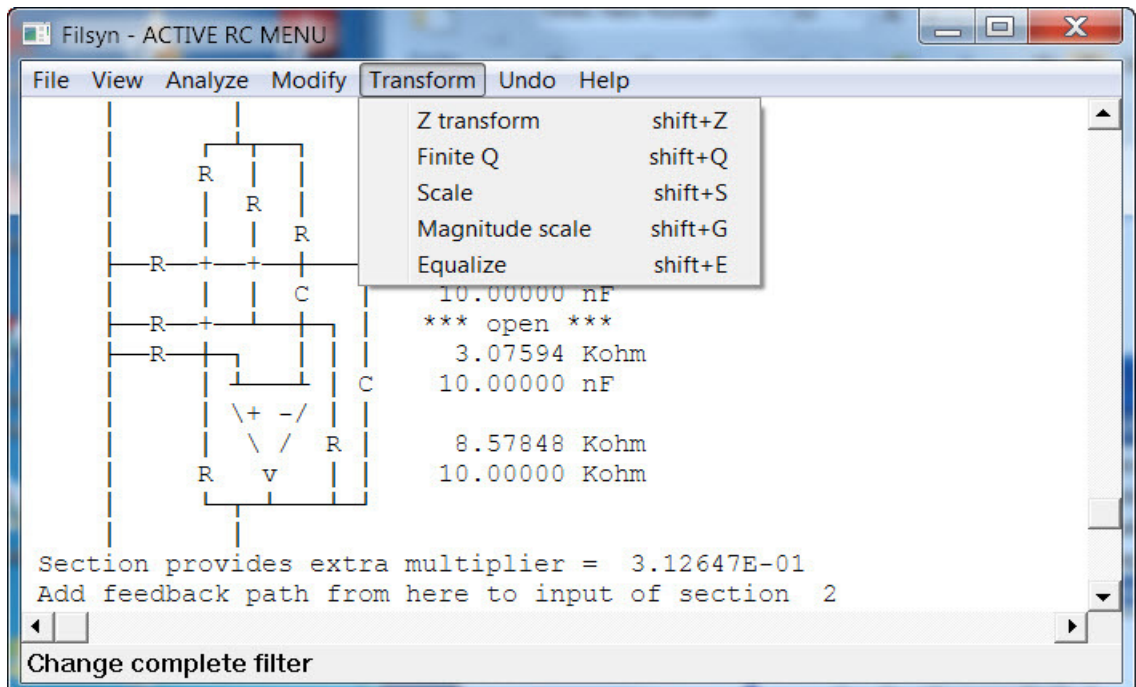 Filsyn - ACTIVE RC MENU
File View Analyze Modify Transform Undo Help
Z transform shift+Z
Finite Q shift+Q
Scale shift+S
Magnitude scale shift+G
Equalize shift+E
R
R
R
R + +
C 10.00000 nF
R + *** open ***
R 3.07594 Kohm
C 10.00000 nF
\+ -/
\ / R 8.57848 Kohm
R v 10.00000 Kohm
Section provides extra multiplier = 3.12647E-01
Add feedback path from here to input of section 2
Change complete filter